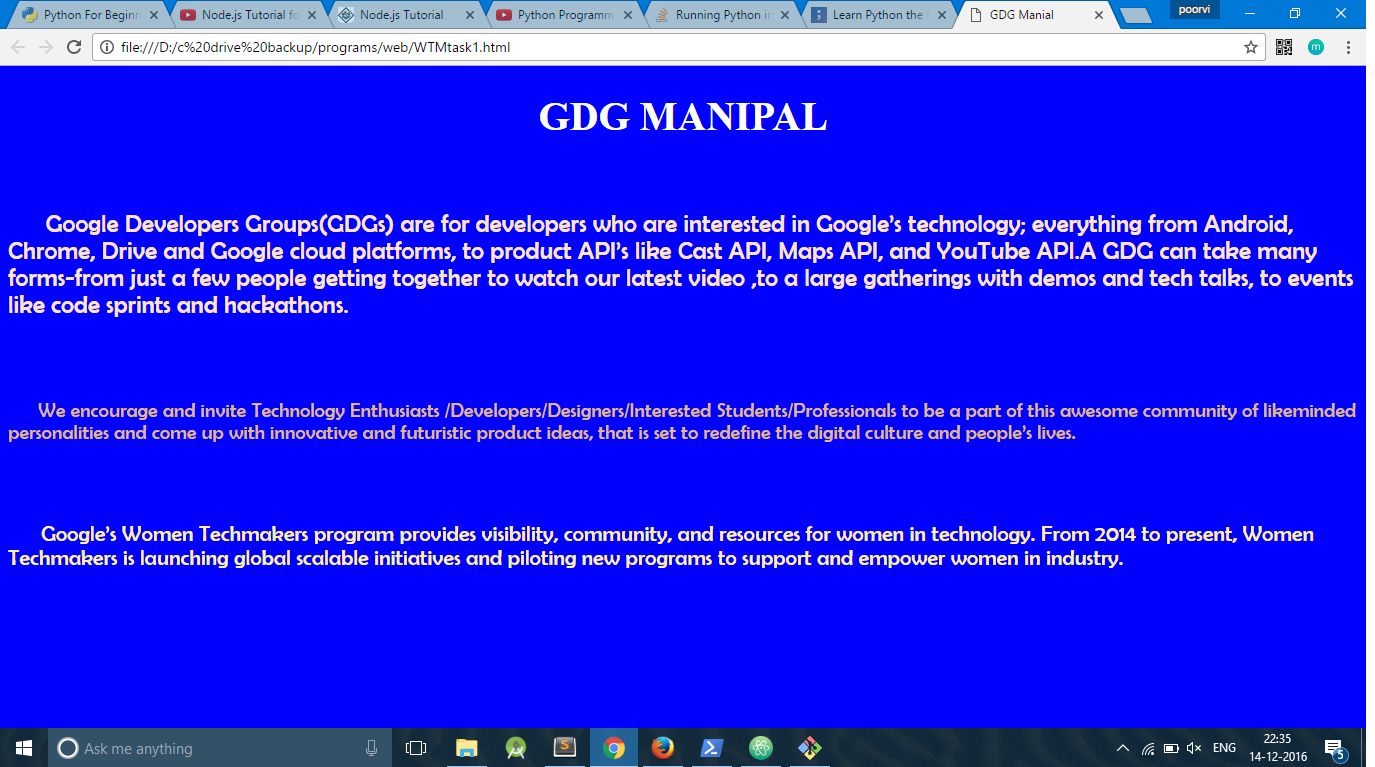 Python For Beginn
Node.js Tutorial fo
Node.js Tutorial
Python Programm
Running Python in
Learn Python the
GDG Manial
poorvi
file:///D:/c%20drive%20backup/programs/web/WTMtask1.html
m
GDG MANIPAL
Google Developers Groups(GDGs) are for developers who are interested in Google's technology; everything from Android,
Chrome, Drive and Google cloud platforms, to product API's like Cast API, Maps API, and YouTube API.A GDG can take many
forms-from just a few people getting together to watch our latest video ,to a large gatherings with demos and tech talks, to events
like code sprints and hackathons.
We encourage and invite Technology Enthusiasts /Developers/Designers/Interested Students/Professionals to be a part of this awesome community of likeminded
personalities and come up with innovative and futuristic product ideas, that is set to redefine the digital culture and people's lives.
Google's Women Techmakers program provides visibility, community, and resources for women in technology. From 2014 to present, Women
Techmakers is launching global scalable initiatives and piloting new programs to support and empower women in industry.
Ask me anything
S
ENG
22:35
14-12-2016
5